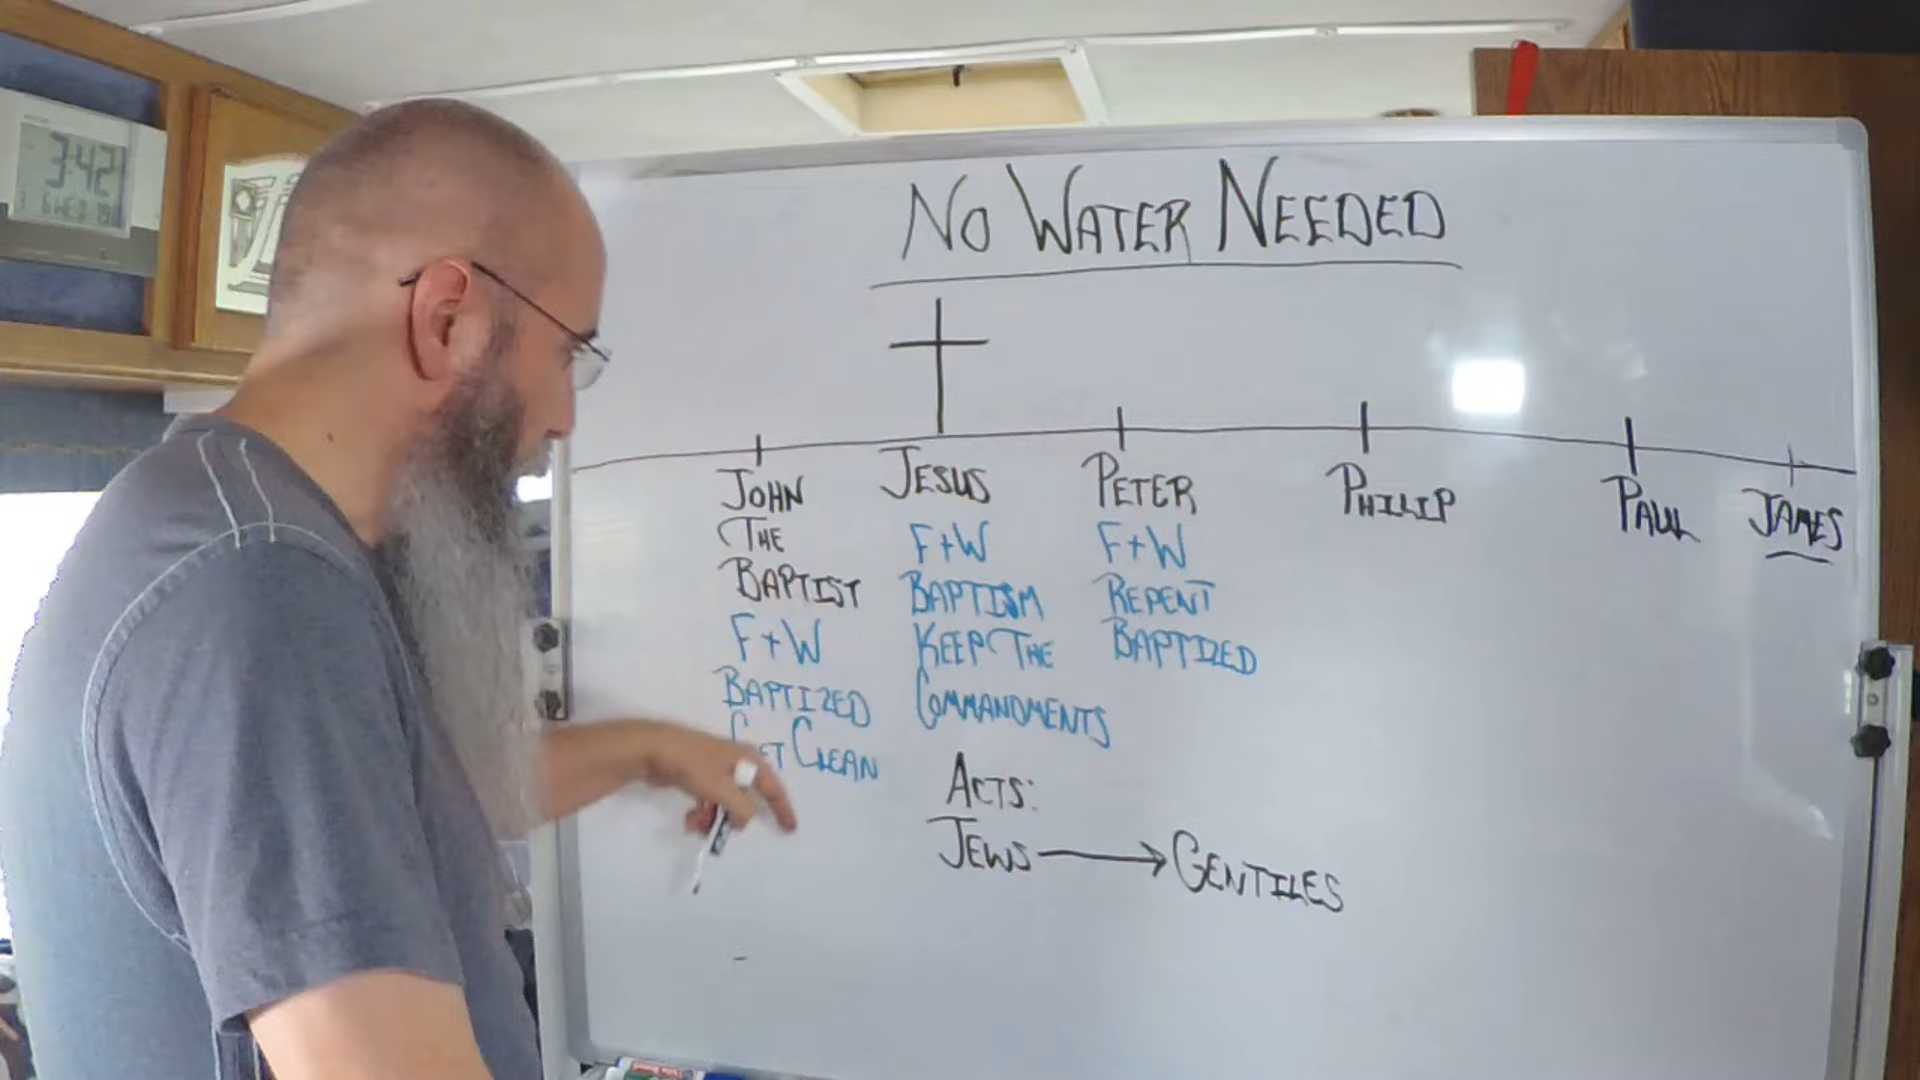 3:42
NO WATER NEEDED
JOHN
THE
BAPTIST
F+W
BAPTIZED
GET CLEAN
JESUS
F+W
BAPTISM
KEEP THE
COMMANDMENTS
PETER
F+W
REPENT
BAPTIZED
PHILIP
PAUL
JAMES
ACTS:
JEWS → GENTILES